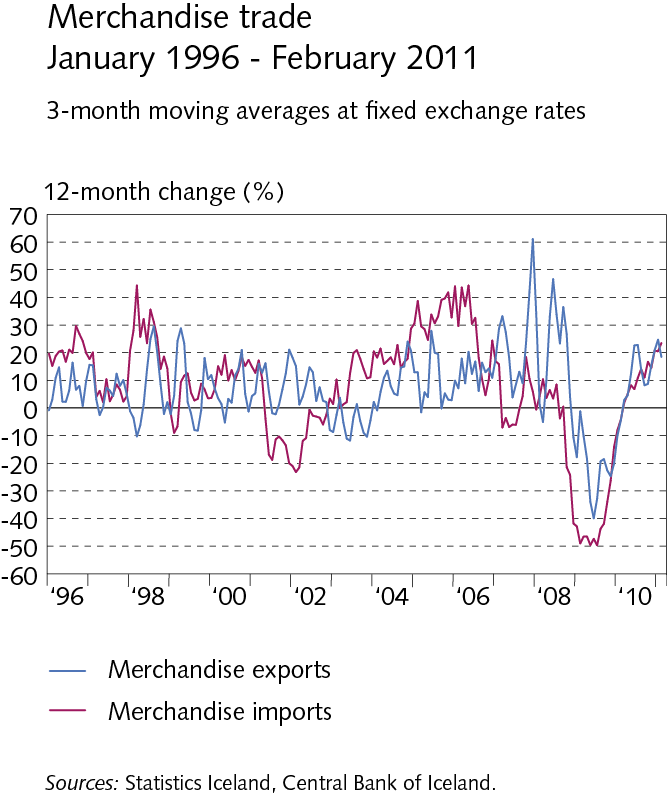 Merchandise trade
January 1996 - February 2011
3-month moving averages at fixed exchange rates
12-month change (%)
70
60
50
40
30
20
10
0
-10
-20
-30
-40
-50
-60
‘96 ‘98 ‘00 ‘02 ‘04 ‘06 ‘08 ‘10
Merchandise exports
Merchandise imports
Sources: Statistics Iceland, Central Bank of Iceland.